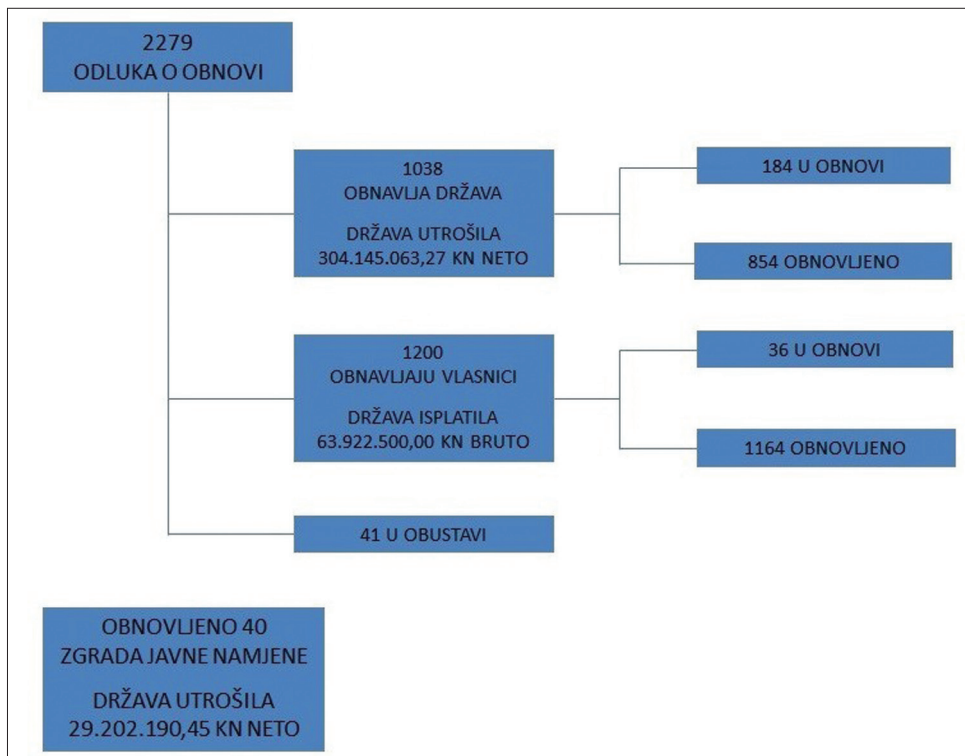 2279
ODLUKA O OBNOVI
1038
OBNAVLJA DRŽAVA
DRŽAVA UTROŠILA
304.145.063,27 KN NETO
184 U OBNOVI
854 OBNOVLJENO
1200
OBNAVLJAJU VLASNICI
DRŽAVA ISPLATILA
63.922.500,00 KN BRUTO
36 U OBNOVI
1164 OBNOVLJENO
41 U OBUSTAVI
OBNOVLJENO 40
ZGRADA JAVNE NAMJENE
DRŽAVA UTROŠILA
29.202.190,45 KN NETO